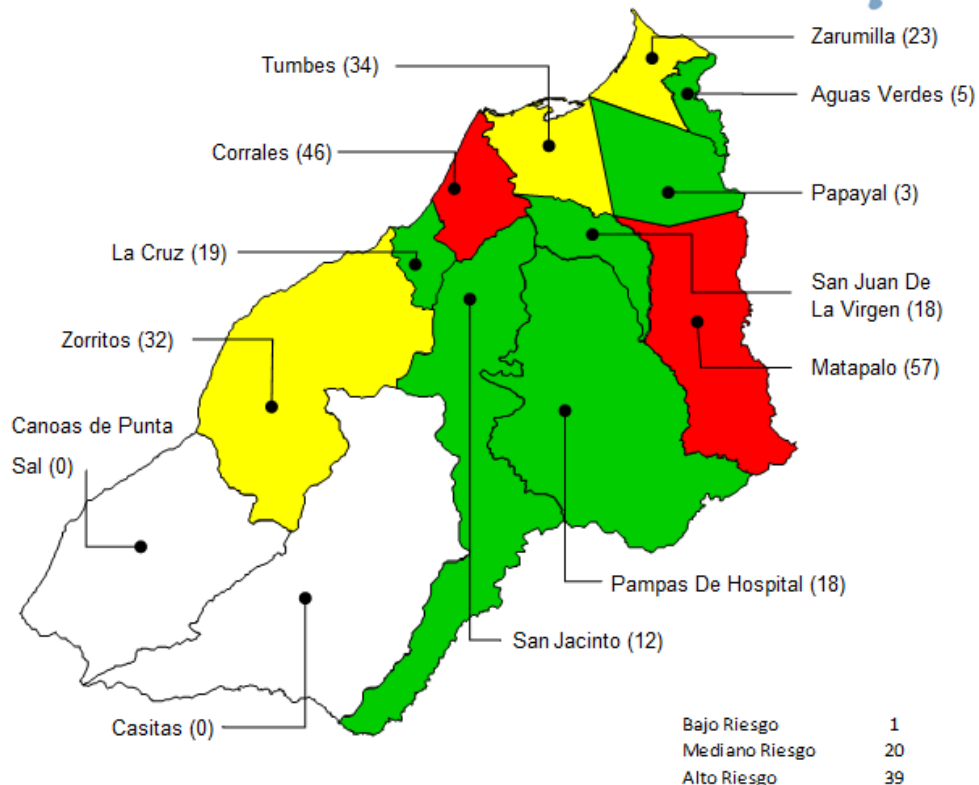 Zarumilla (23)
Tumbes (34)
Aguas Verdes (5)
Corrales (46)
Papayal (3)
La Cruz (19)
San Juan De
La Virgen (18)
Zorritos (32)
Matapalo (57)
Canoas de Punta
Sal (0)
Pampas De Hospital (18)
San Jacinto (12)
Casitas (0)
Bajo Riesgo 1
Mediano Riesgo 20
Alto Riesgo 39